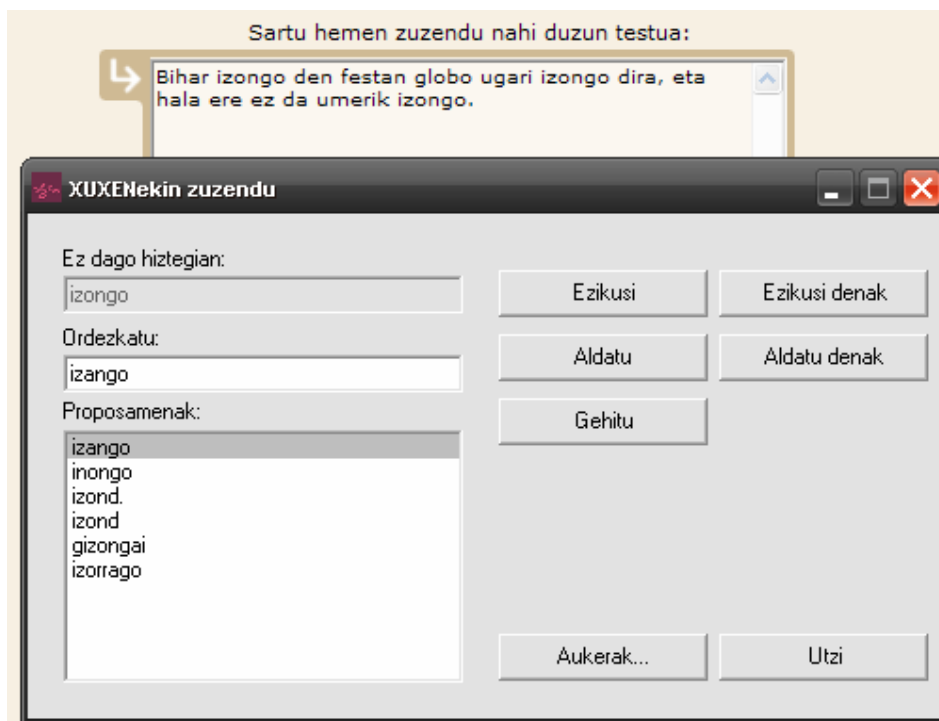 Sartu hemen zuzendu nahi duzun testua:
Bihar izongo den festan globo ugari izongo dira, eta
hala ere ez da umerik izongo.
XUXENekin zuzendu
Ez dago hiztegian:
izongo
Ezikusi
Ezikusi denak
Ordezkatu:
izango
Aldatu
Aldatu denak
Proposamenak:
Gehitu
izango
inongo
izond.
izond
gizongai
izorrago
Aukerak...
Utzi